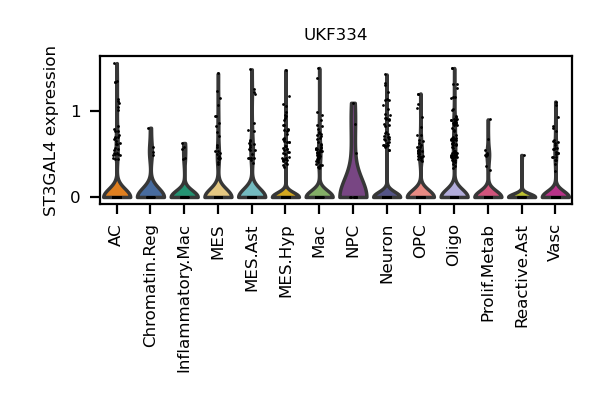 UKF334
ST3GAL4 expression
1
0
AC
Chromatin.Reg
Inflammatory.Mac
MES
MES.Ast
MES.Hyp
Mac
NPC
Neuron
OPC
Oligo
Prolif.Metab
Reactive.Ast
Vasc